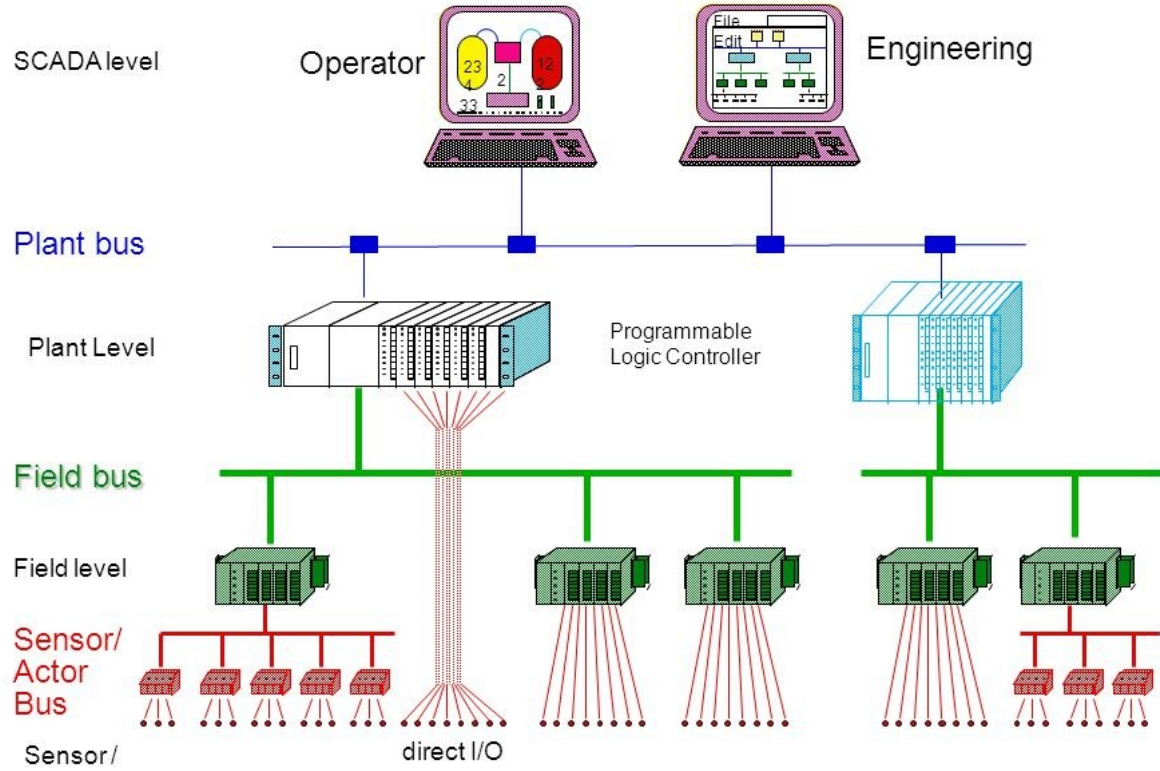 SCADA level
Operator
Engineering
File
Edit
23
4
2
12
2
33
Plant bus
Plant Level
Programmable
Logic Controller
Field bus
Field level
Sensor/
Actor
Bus
Sensor /
direct I/O